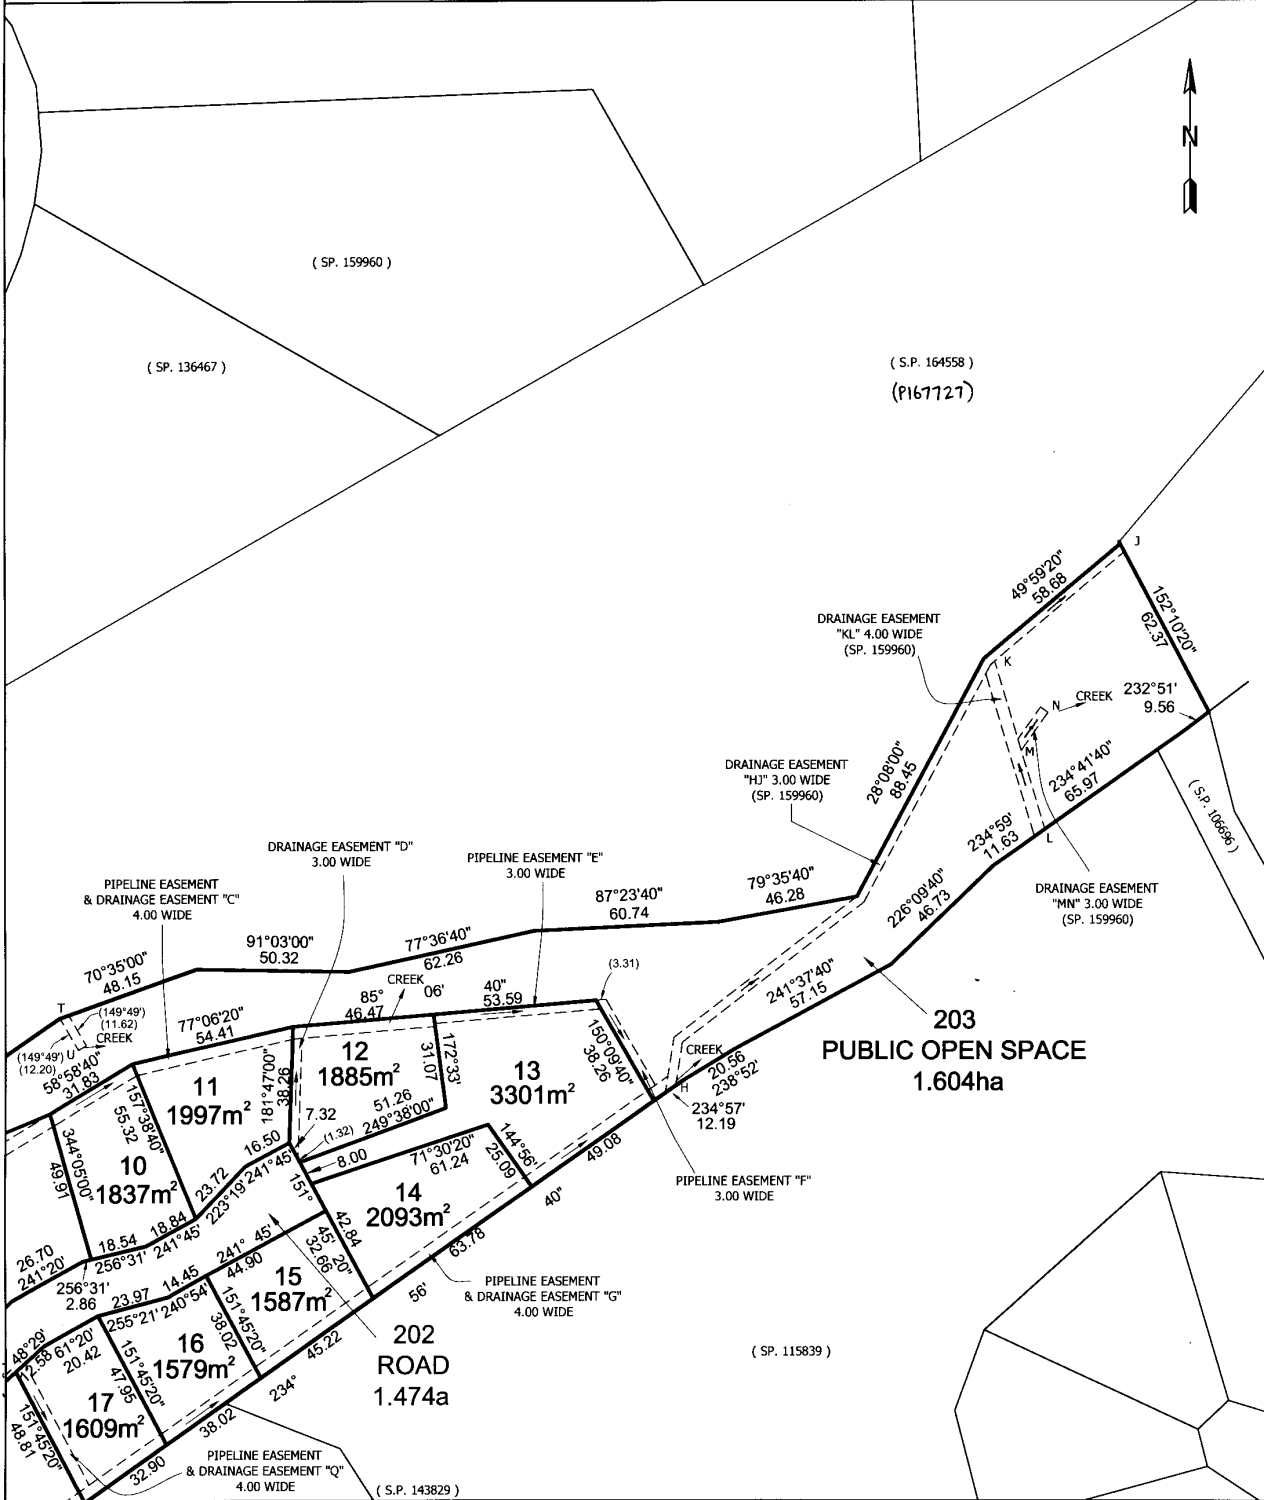 N
( SP. 159960 )
( SP. 136467 )
( S.P. 164558 )
(P167727)
J
49°59'20"
58.68
152°10'20"
62.37
DRAINAGE EASEMENT
"KL" 4.00 WIDE
(SP. 159960)
K
N
CREEK
232°51'
9.56
M
28°08'00"
88.45
234°41'40"
65.97
DRAINAGE EASEMENT
"HJ" 3.00 WIDE
(SP. 159960)
( S.P. 106696 )
234°59'
11.63
L
DRAINAGE EASEMENT "D"
3.00 WIDE
PIPELINE EASEMENT "E"
3.00 WIDE
PIPELINE EASEMENT
& DRAINAGE EASEMENT "C"
4.00 WIDE
79°35'40"
46.28
87°23'40"
60.74
226°09'40"
46.73
DRAINAGE EASEMENT
"MN" 3.00 WIDE
(SP. 159960)
91°03'00"
50.32
77°36'40"
62.26
70°35'00"
48.15
(3.31)
CREEK
85° 06' 40"
46.47
53.59
241°37'40"
57.15
T
(149°49')
(11.62)
CREEK
U
(149°49')
(12.20)
77°06'20"
54.41
58°58'40"
31.83
203
PUBLIC OPEN SPACE
1.604ha
12
1885m²
172°33'
31.07
13
3301m²
150°09'40"
38.26
CREEK
20.56
238°52'
H
234°57'
12.19
11
1997m²
181°47'00"
38.26
157°38'40"
55.32
51.26
249°38'00"
7.32
(1.32)
8.00
16.50
241°45'
71°30'20"
61.24
144°56'
25.09
49.08
344°05'00"
49.91
10
1837m²
23.72
223°19'
151° 45' 20"
42.84
32.66
14
2093m²
PIPELINE EASEMENT "F"
3.00 WIDE
18.84
241°45'
18.54
256°31'
26.70
241°20'
256°31'
2.86
241° 45'
44.90
63.78
234° 56' 40"
15
1587m²
PIPELINE EASEMENT
& DRAINAGE EASEMENT "G"
4.00 WIDE
14.45
240°54'
23.97
255°21'
151°45'20"
38.02
16
1579m²
45.22
202
ROAD
1.474a
( SP. 115839 )
48°29'
12.58
61°20'
20.42
151°45'20"
47.95
17
1609m²
151°45'20"
48.81
38.02
32.90
PIPELINE EASEMENT
& DRAINAGE EASEMENT "Q"
4.00 WIDE
( S.P. 143829 )